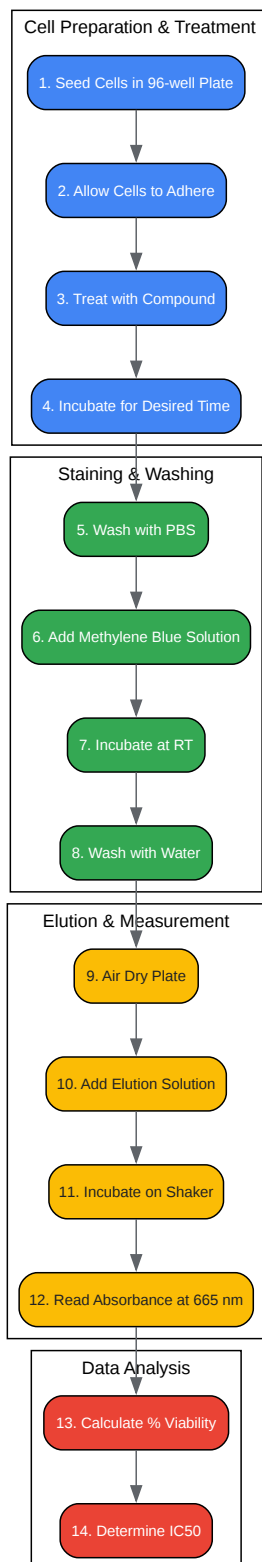 Cell Preparation & Treatment
1. Seed Cells in 96-well Plate
2. Allow Cells to Adhere
3. Treat with Compound
4. Incubate for Desired Time
Staining & Washing
5. Wash with PBS
6. Add Methylene Blue Solution
7. Incubate at RT
8. Wash with Water
Elution & Measurement
9. Air Dry Plate
10. Add Elution Solution
11. Incubate on Shaker
12. Read Absorbance at 665 nm
Data Analysis
13. Calculate % Viability
14. Determine IC50